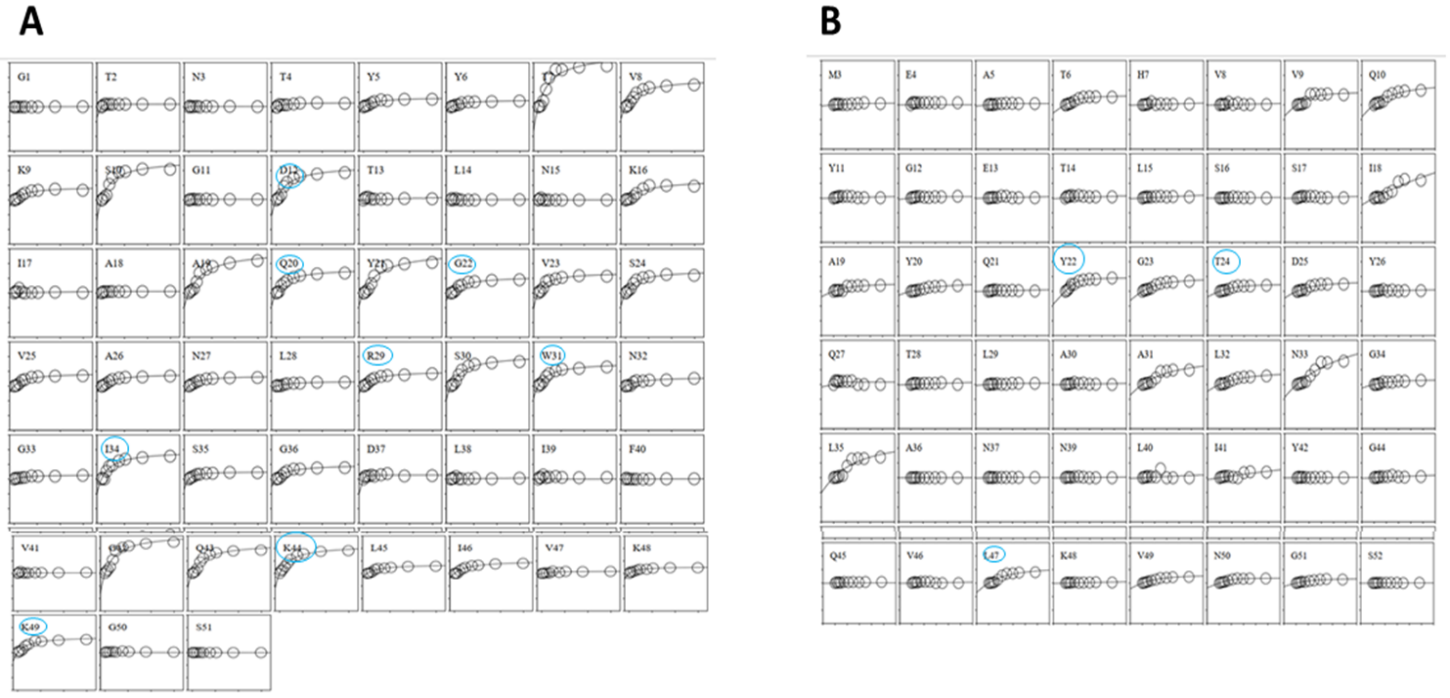 A
G1 T2 N3 T4 Y5 Y6 V8
K9 S10 G11 D12 T13 L14 N15 K16
I17 A18 A19 Q20 Y21 G22 V23 S24
V25 A26 N27 L28 R29 S30 W31 N32
G33 I34 S35 G36 D37 L38 I39 F40
V41 Q43 K44 L45 I46 V47 K48
K49 G50 S51
B
M3 E4 A5 T6 H7 V8 V9 Q10
Y11 G12 E13 T14 L15 S16 S17 I18
A19 Y20 Q21 Y22 G23 T24 D25 Y26
Q27 T28 L29 A30 A31 L32 N33 G34
L35 A36 N37 N39 L40 I41 Y42 G44
Q45 V46 L47 K48 V49 N50 G51 S52